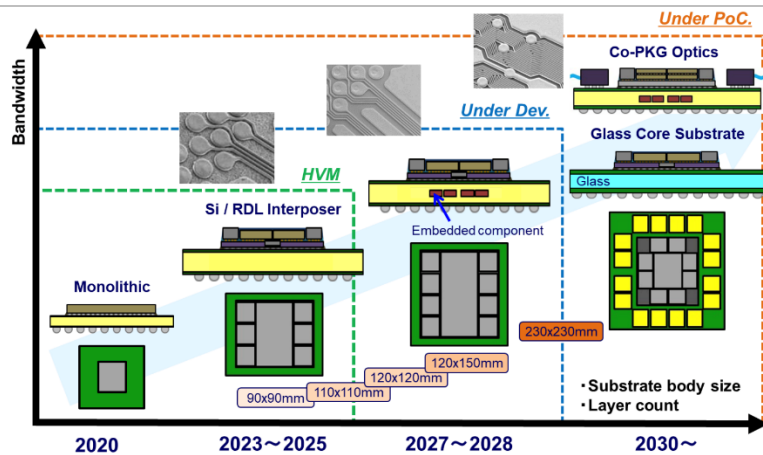 Under PoC.
Co-PKG Optics
Bandwidth
Under Dev.
Glass Core Substrate
HVM
Glass
Si / RDL Interposer
Embedded component
Monolithic
230x230mm
120x150mm
120x120mm
110x110mm
90x90mm
・Substrate body size
・Layer count
2020
2023～2025
2027～2028
2030～